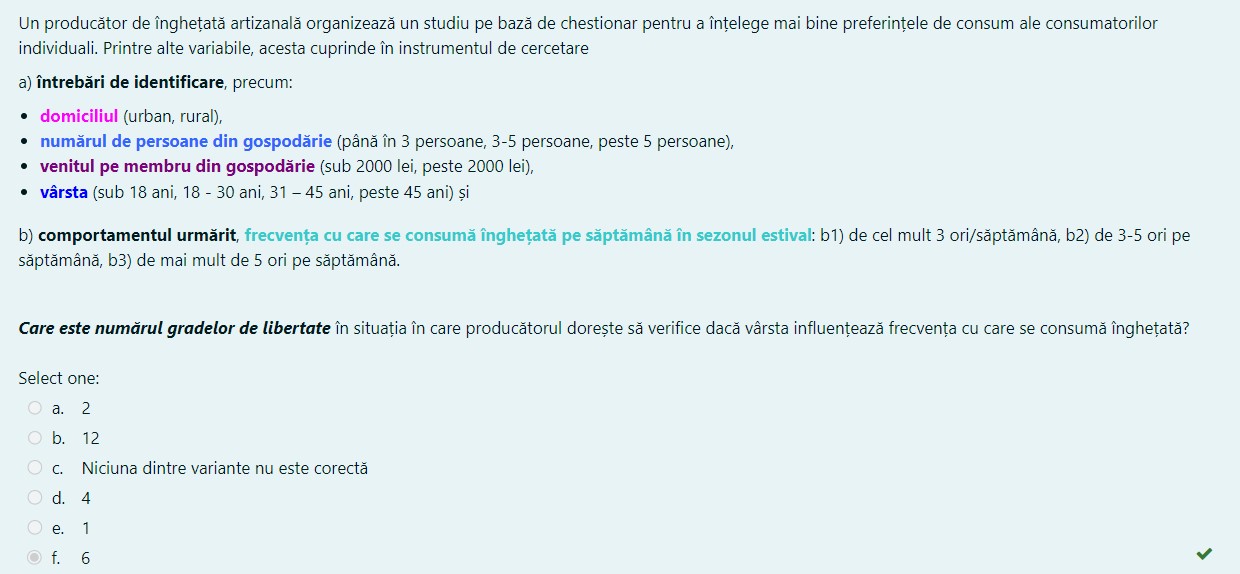 Un producător de înghețată artizanală organizează un studiu pe bază de chestionar pentru a înțelege mai bine preferințele de consum ale consumatorilor
individuali. Printre alte variabile, acesta cuprinde în instrumentul de cercetare
a) întrebări de identificare, precum:
• domiciliul (urban, rural),
• numărul de persoane din gospodărie (până în 3 persoane, 3-5 persoane, peste 5 persoane),
• venitul pe membru din gospodărie (sub 2000 lei, peste 2000 lei),
• vârsta (sub 18 ani, 18 - 30 ani, 31 – 45 ani, peste 45 ani) și
b) comportamentul urmărit, frecvența cu care se consumă înghețată pe săptămână în sezonul estival: b1) de cel mult 3 ori/săptămână, b2) de 3-5 ori pe
săptămână, b3) de mai mult de 5 ori pe săptămână.
Care este numărul gradelor de libertate în situația în care producătorul dorește să verifice dacă vârsta influențează frecvența cu care se consumă înghețată?
Select one:
a. 2
b. 12
c. Niciuna dintre variante nu este corectă
d. 4
e. 1
f. 6